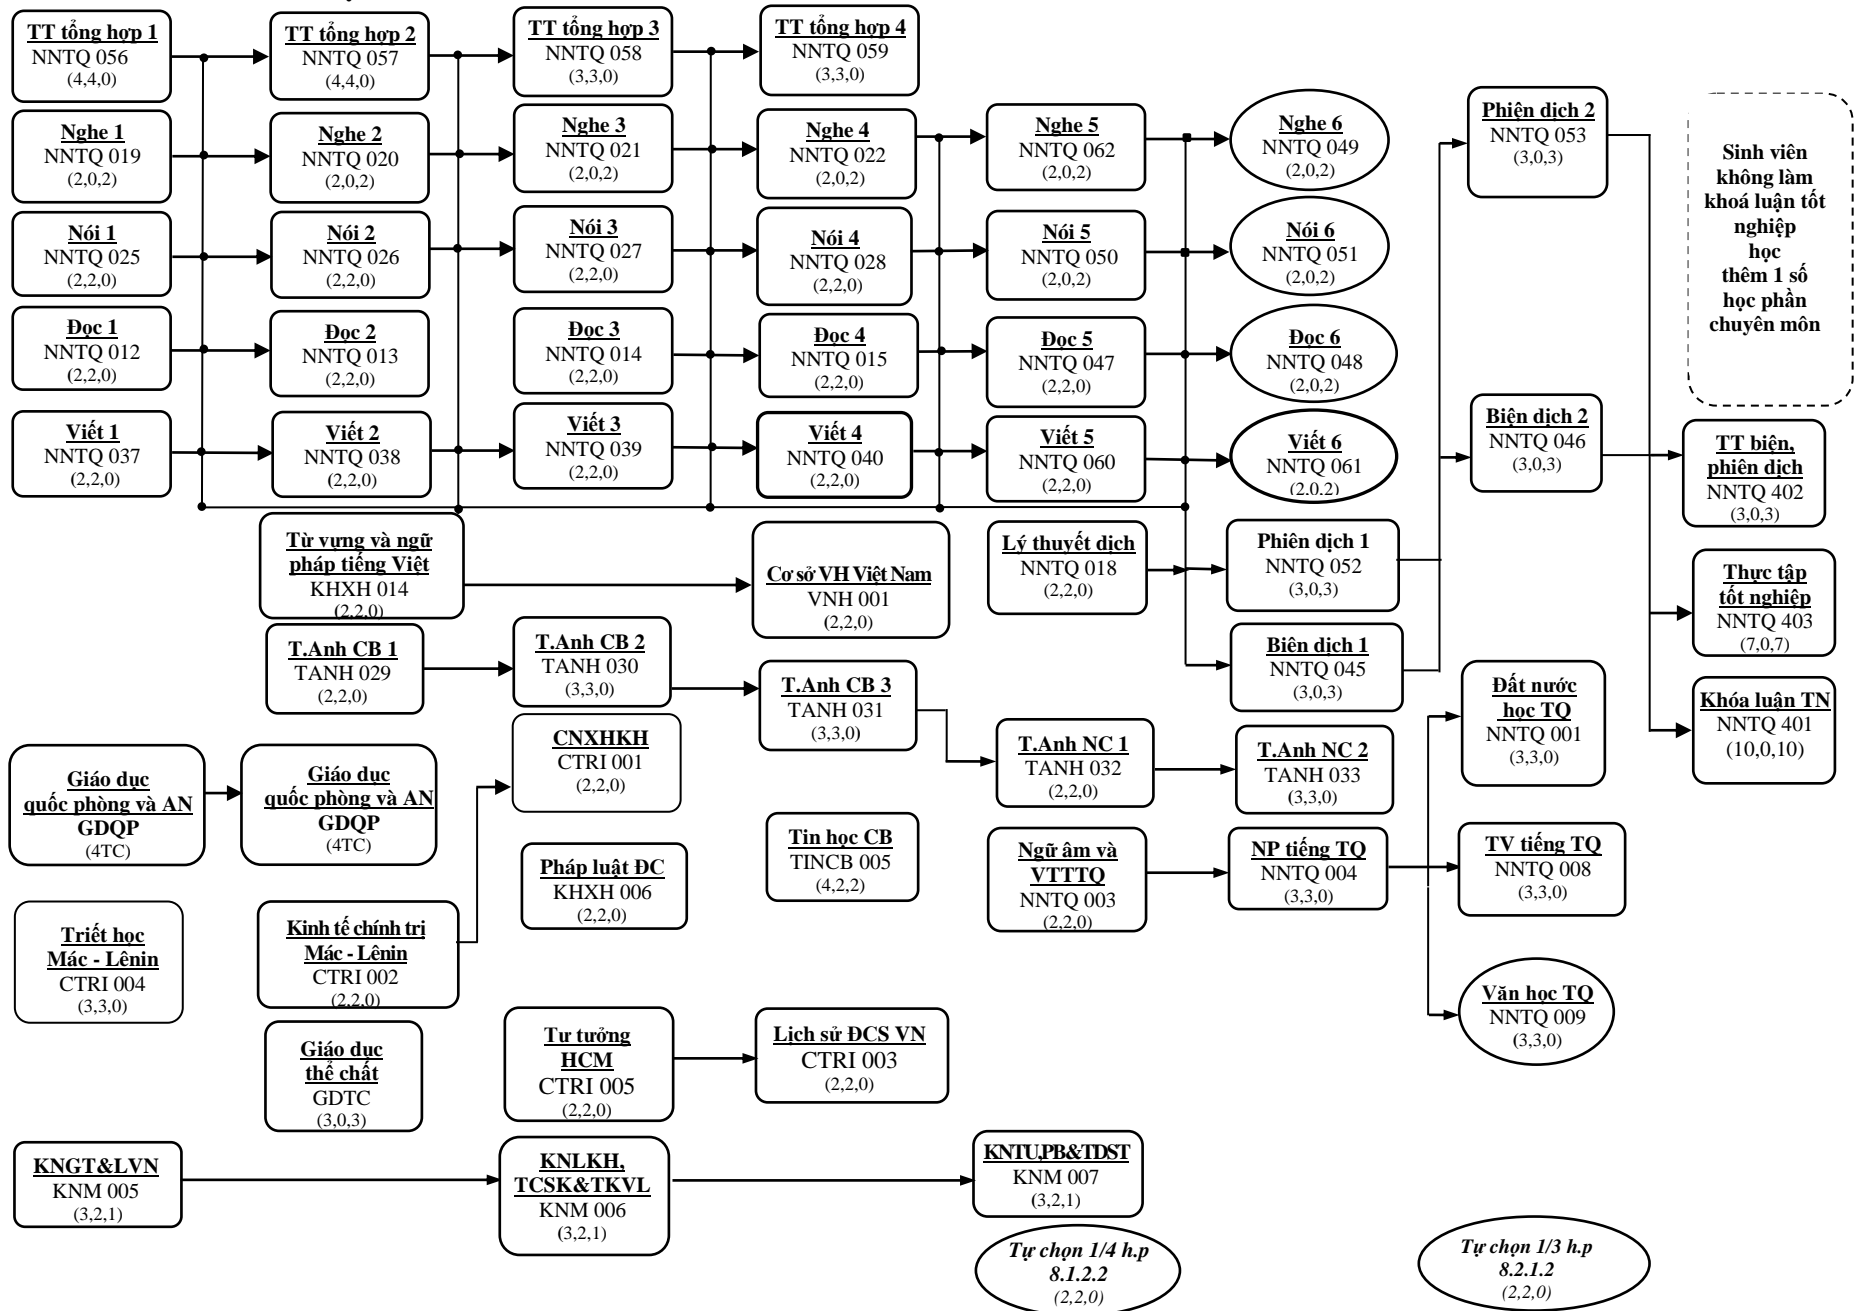 TT tổng hợp 1
NNTQ 056
(4,4,0)
TT tổng hợp 2
NNTQ 057
(4,4,0)
TT tổng hợp 3
NNTQ 058
(3,3,0)
TT tổng hợp 4
NNTQ 059
(3,3,0)
Nghe 1
NNTQ 019
(2,0,2)
Nghe 2
NNTQ 020
(2,0,2)
Nghe 3
NNTQ 021
(2,0,2)
Nghe 4
NNTQ 022
(2,0,2)
Nghe 5
NNTQ 062
(2,0,2)
Nghe 6
NNTQ 049
(2,0,2)
Phiện dịch 2
NNTQ 053
(3,0,3)
Sinh viên
không làm
khoá luận tốt
nghiệp
học
thêm 1 số
học phần
chuyên môn
Nói 1
NNTQ 025
(2,2,0)
Nói 2
NNTQ 026
(2,2,0)
Nói 3
NNTQ 027
(2,2,0)
Nói 4
NNTQ 028
(2,2,0)
Nói 5
NNTQ 050
(2,0,2)
Nói 6
NNTQ 051
(2,0,2)
Đọc 1
NNTQ 012
(2,2,0)
Đọc 2
NNTQ 013
(2,2,0)
Đọc 3
NNTQ 014
(2,2,0)
Đọc 4
NNTQ 015
(2,2,0)
Đọc 5
NNTQ 047
(2,2,0)
Đọc 6
NNTQ 048
(2,0,2)
Viết 1
NNTQ 037
(2,2,0)
Viết 2
NNTQ 038
(2,2,0)
Viết 3
NNTQ 039
(2,2,0)
Viết 4
NNTQ 040
(2,2,0)
Viết 5
NNTQ 060
(2,2,0)
Viết 6
NNTQ 061
(2.0.2)
Biện dịch 2
NNTQ 046
(3,0,3)
TT biện,
phiên dịch
NNTQ 402
(3,0,3)
Từ vựng và ngữ
pháp tiếng Việt
KHXH 014
(2,2,0)
Cơ sở VH Việt Nam
VNH 001
(2,2,0)
Lý thuyết dịch
NNTQ 018
(2,2,0)
Phiên dịch 1
NNTQ 052
(3,0,3)
Thực tập
tốt nghiệp
NNTQ 403
(7,0,7)
T.Anh CB 1
TANH 029
(2,2,0)
T.Anh CB 2
TANH 030
(3,3,0)
T.Anh CB 3
TANH 031
(3,3,0)
Biên dịch 1
NNTQ 045
(3,0,3)
Đất nước
học TQ
NNTQ 001
(3,3,0)
Khóa luận TN
NNTQ 401
(10,0,10)
CNXHKH
CTRI 001
(2,2,0)
T.Anh NC 1
TANH 032
(2,2,0)
T.Anh NC 2
TANH 033
(3,3,0)
Giáo dục
quốc phòng và AN
GDQP
(4TC)
Giáo dục
quốc phòng và AN
GDQP
(4TC)
Pháp luật ĐC
KHXH 006
(2,2,0)
Tin học CB
TINCB 005
(4,2,2)
Ngữ âm và
VTTTQ
NNTQ 003
(2,2,0)
NP tiếng TQ
NNTQ 004
(3,3,0)
TV tiếng TQ
NNTQ 008
(3,3,0)
Triết học
Mác - Lênin
CTRI 004
(3,3,0)
Kinh tế chính trị
Mác - Lênin
CTRI 002
(2,2,0)
Văn học TQ
NNTQ 009
(3,3,0)
Giáo dục
thể chất
GDTC
(3,0,3)
Tư tưởng
HCM
CTRI 005
(2,2,0)
Lịch sử ĐCS VN
CTRI 003
(2,2,0)
KNGT&LVN
KNM 005
(3,2,1)
KNLKH,
TCSK&TKVL
KNM 006
(3,2,1)
KNTU,PB&TDST
KNM 007
(3,2,1)
Tự chọn 1/4 h.p
8.1.2.2
(2,2,0)
Tự chọn 1/3 h.p
8.2.1.2
(2,2,0)